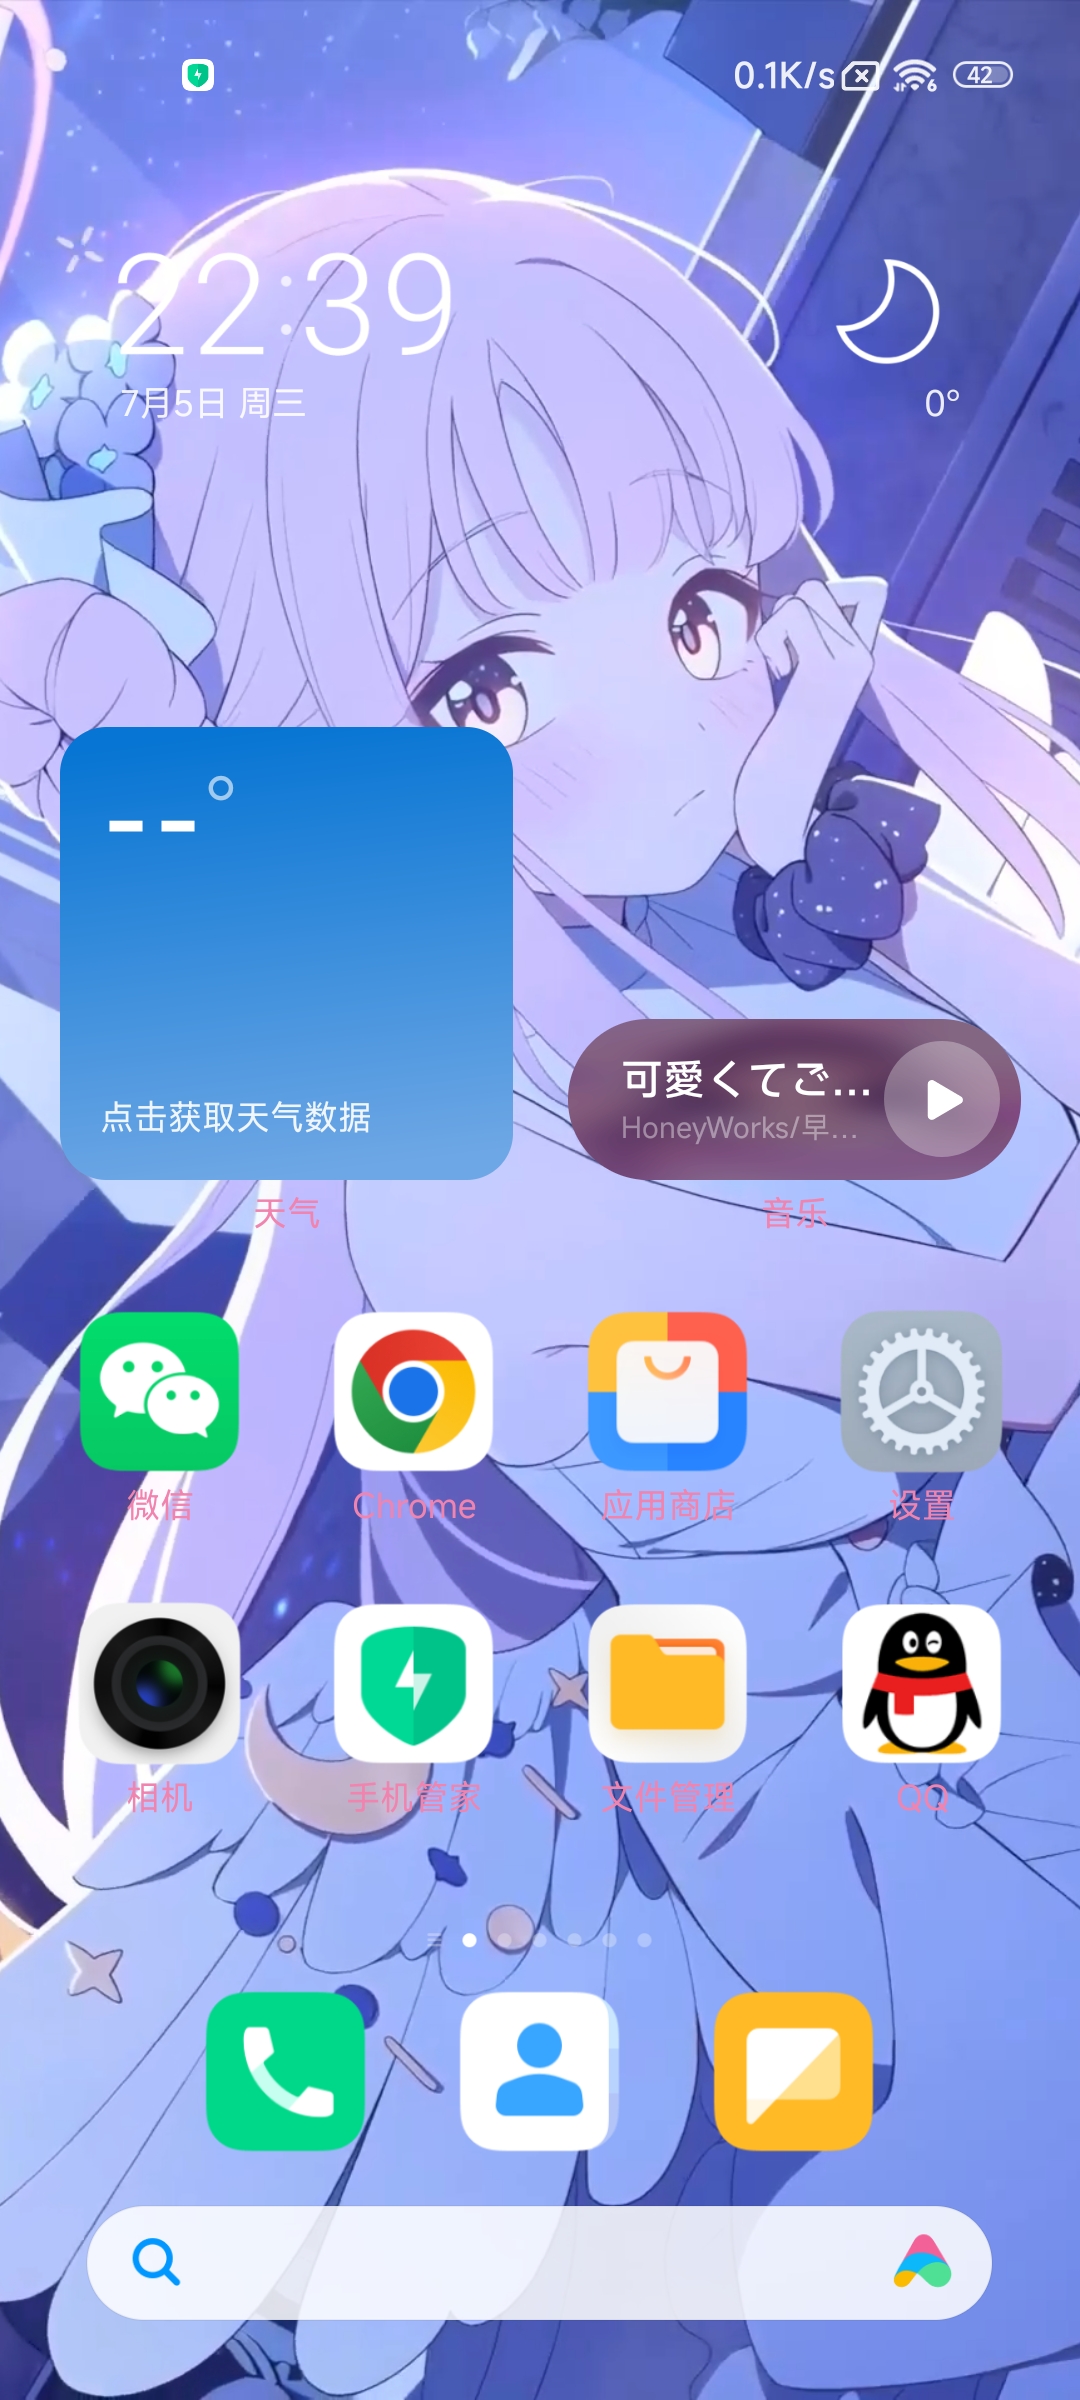 0.1K/s 6 42
22:39
7月5日 周三
0°
--°
点击获取天气数据
可愛くてご...
HoneyWorks/早...
天气
音乐
微信
Chrome
应用商店
设置
相机
手机管家
文件管理
QQ